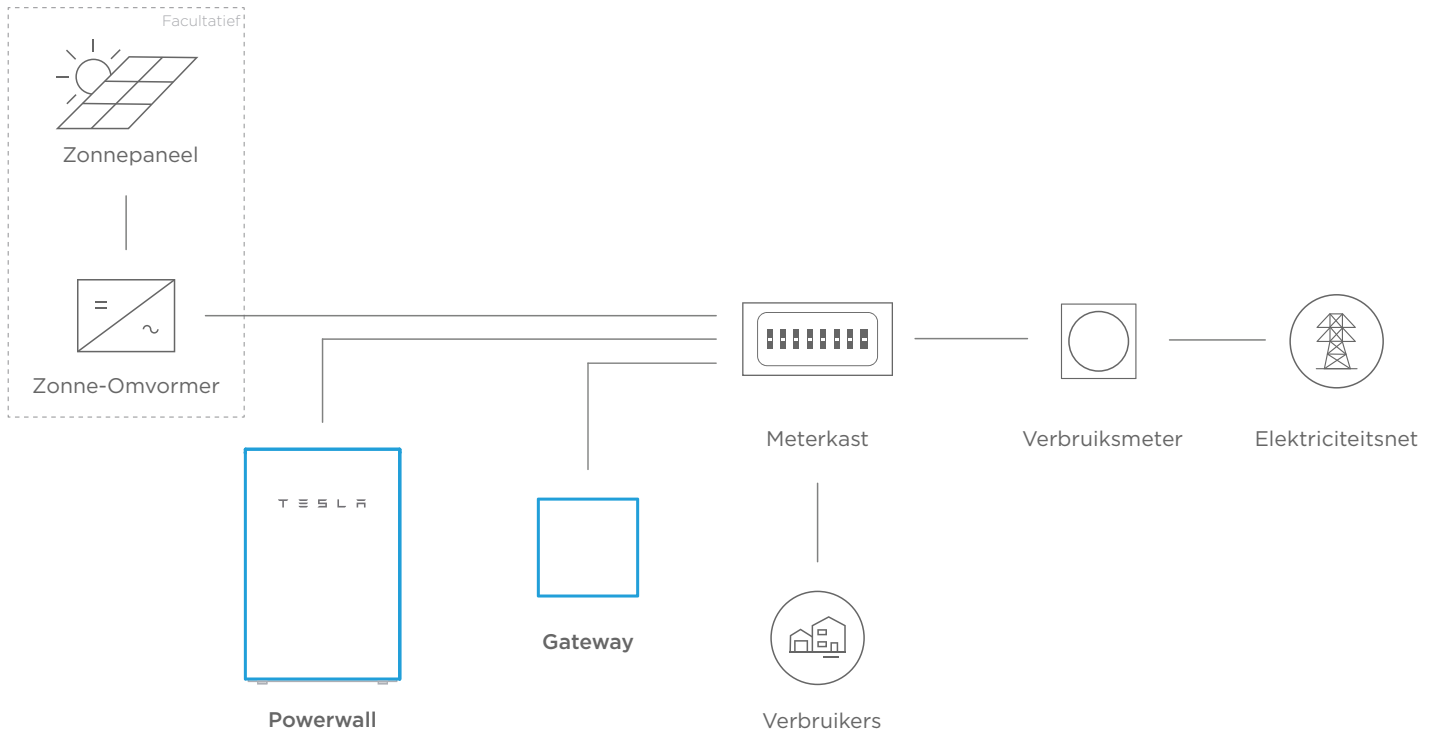 Facultatief
Zonnepaneel
Zonne-Omvormer
TESLA
Powerwall
Gateway
Meterkast
Verbruiksmeter
Elektriciteitsnet
Verbruikers